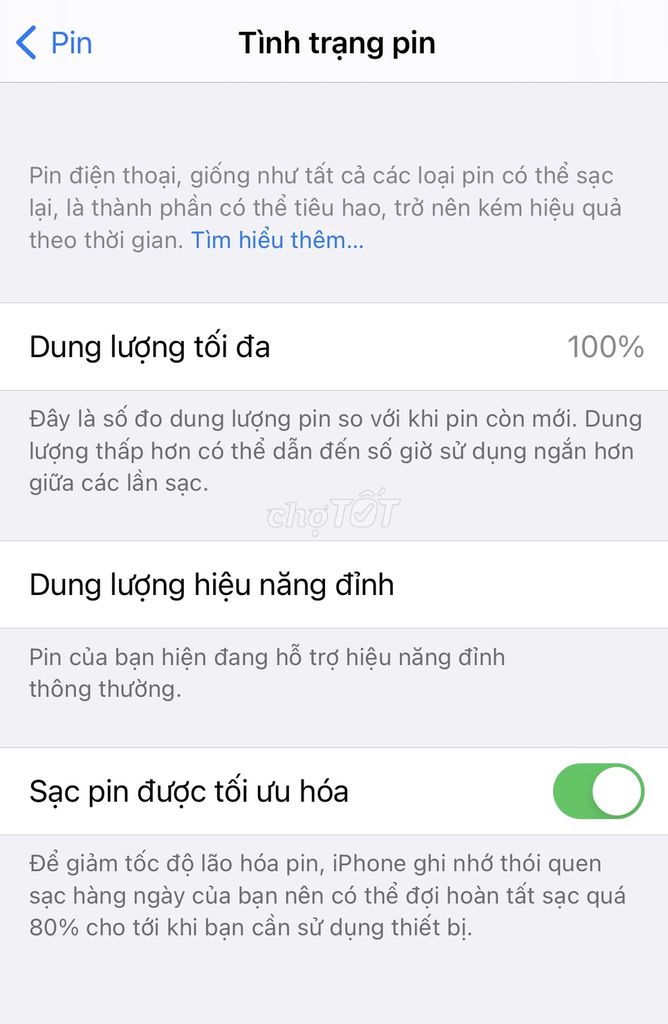 Pin
Tình trạng pin
Pin điện thoại, giống như tất cả các loại pin có thể sạc
lại, là thành phần có thể tiêu hao, trở nên kém hiệu quả
theo thời gian. Tìm hiểu thêm...
Dung lượng tối đa 100%
Đây là số đo dung lượng pin so với khi pin còn mới. Dung
lượng thấp hơn có thể dẫn đến số giờ sử dụng ngắn hơn
giữa các lần sạc.
chợTỐT
Dung lượng hiệu năng đỉnh
Pin của bạn hiện đang hỗ trợ hiệu năng đỉnh
thông thường.
Sạc pin được tối ưu hóa
Để giảm tốc độ lão hóa pin, iPhone ghi nhớ thói quen
sạc hàng ngày của bạn nên có thể đợi hoàn tất sạc quá
80% cho tới khi bạn cần sử dụng thiết bị.